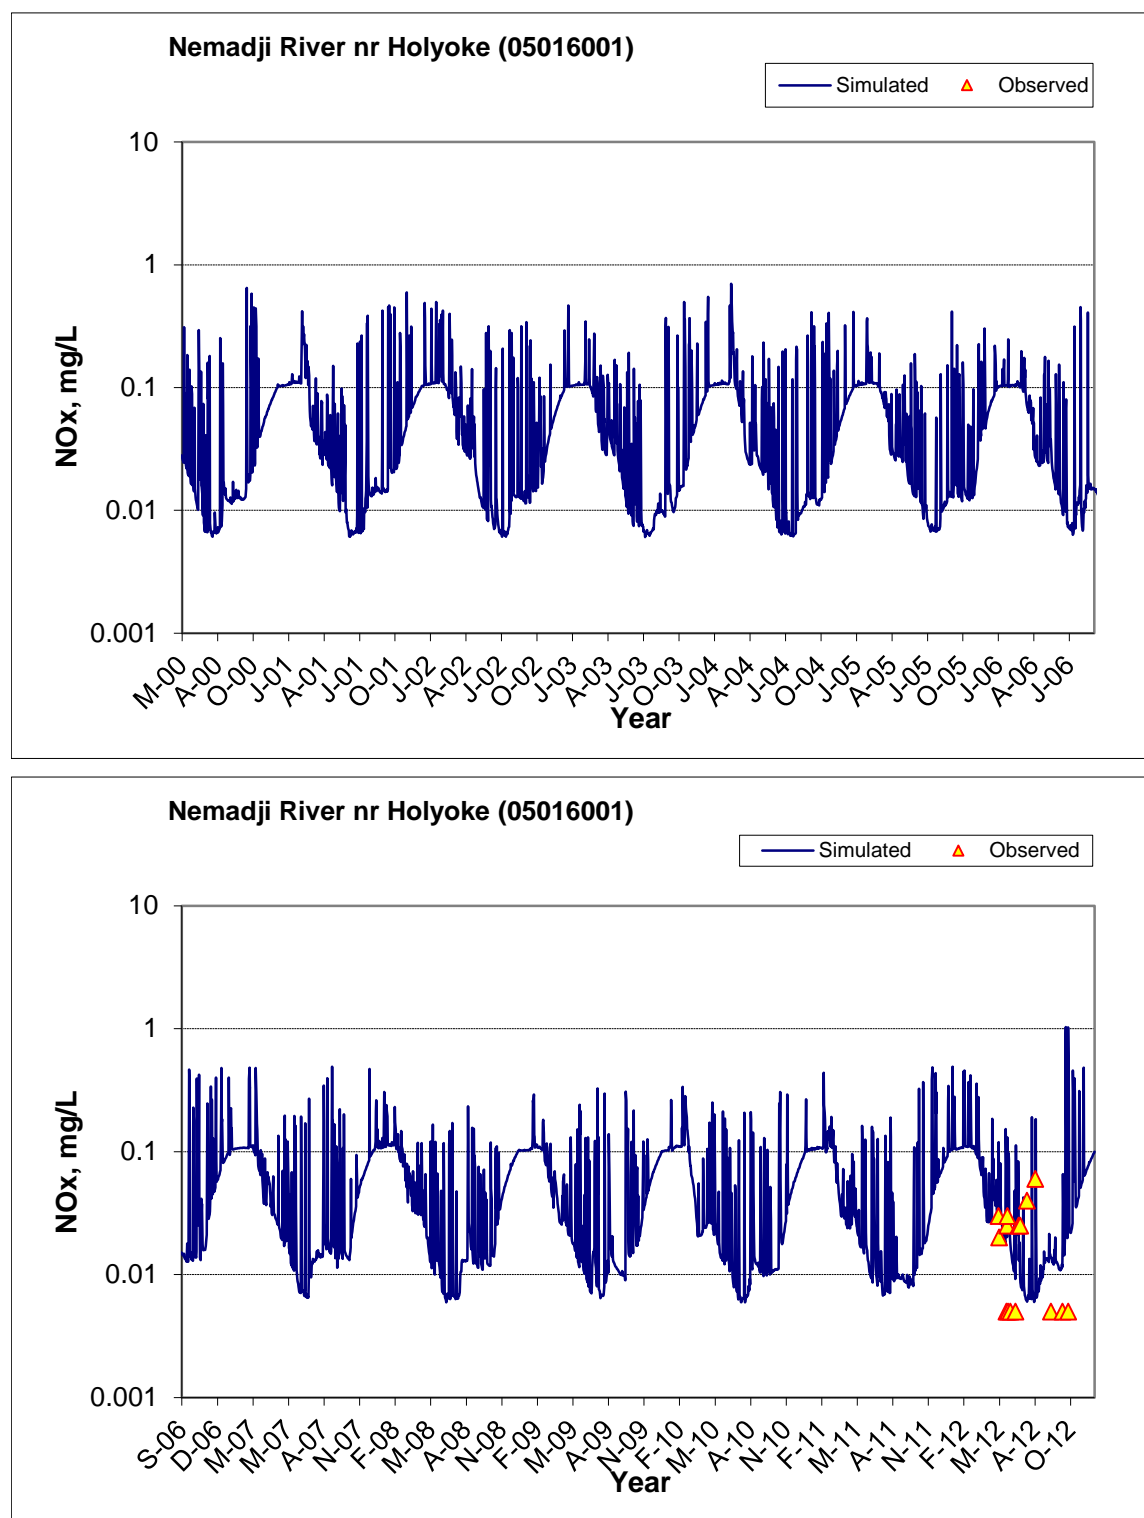 Nemadji River nr Holyoke (05016001)
Simulated Observed
10
1
0.1
0.01
0.001
NOx, mg/L
M-00 A-00 O-00 J-01 A-01 J-01 O-01 J-02 A-02 J-02 O-02 J-03 A-03 J-03 O-03 J-04 A-04 J-04 O-04 J-05 A-05 J-05 O-05 J-06 A-06 J-06
Year
Nemadji River nr Holyoke (05016001)
Simulated Observed
10
1
0.1
0.01
0.001
NOx, mg/L
S-06 D-06 M-07 M-07 A-07 N-07 F-08 M-08 A-08 N-08 F-09 M-09 A-09 N-09 F-10 M-10 A-10 N-10 F-11 M-11 A-11 N-11 F-12 M-12 A-12 O-12
Year